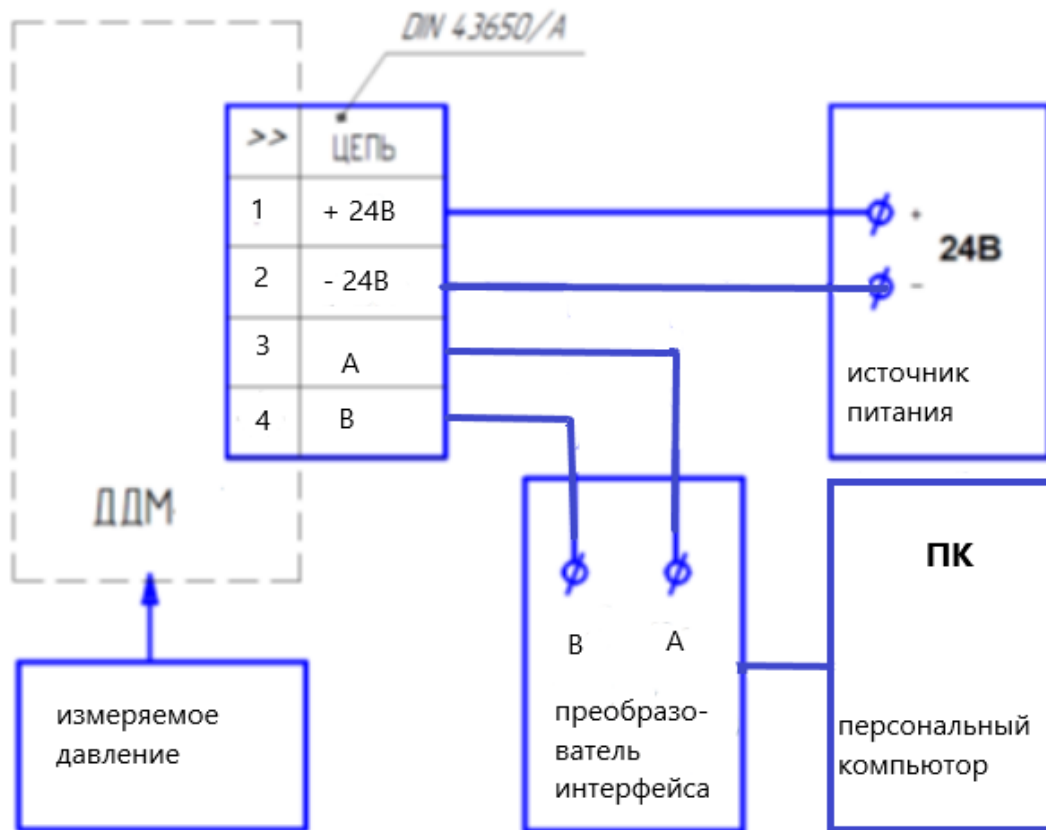 DIN 43650/A
>> ЦЕПЬ
1 + 24В
2 - 24В
3 А
4 В
ДДМ
+
24В
-
источник
питания
В А
преобразо-
ватель
интерфейса
ПК
персональный
компьютор
измеряемое
давление